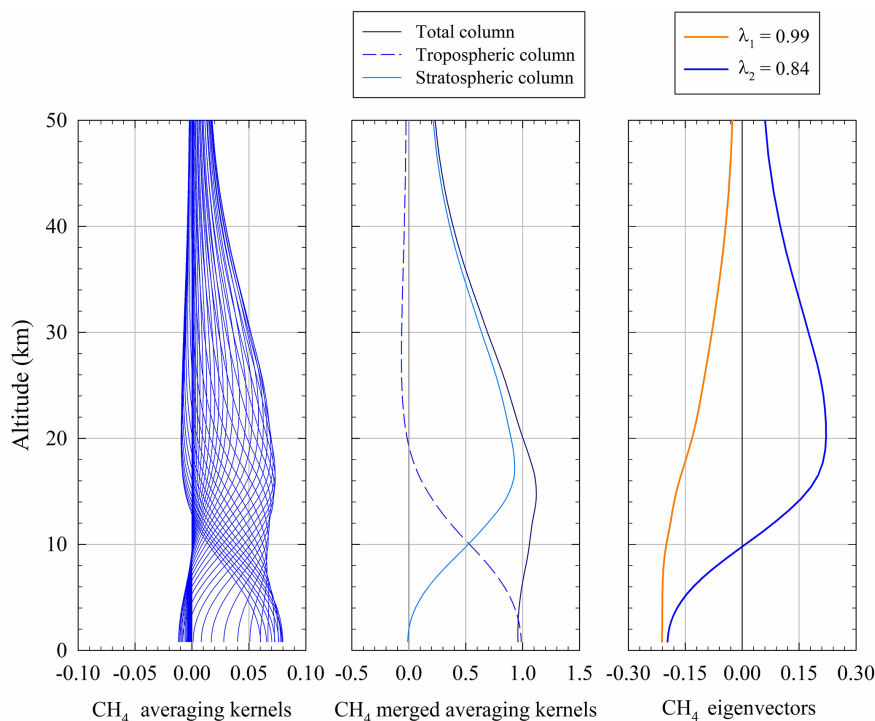 Total column
Tropospheric column
Stratospheric column
λ1 = 0.99
λ2 = 0.84
Altitude (km)
50
40
30
20
10
0
-0.10 -0.05 0.00 0.05 0.10
-0.5 0.0 0.5 1.0 1.5
-0.30 -0.15 0.00 0.15 0.30
CH4 averaging kernels
CH4 merged averaging kernels
CH4 eigenvectors